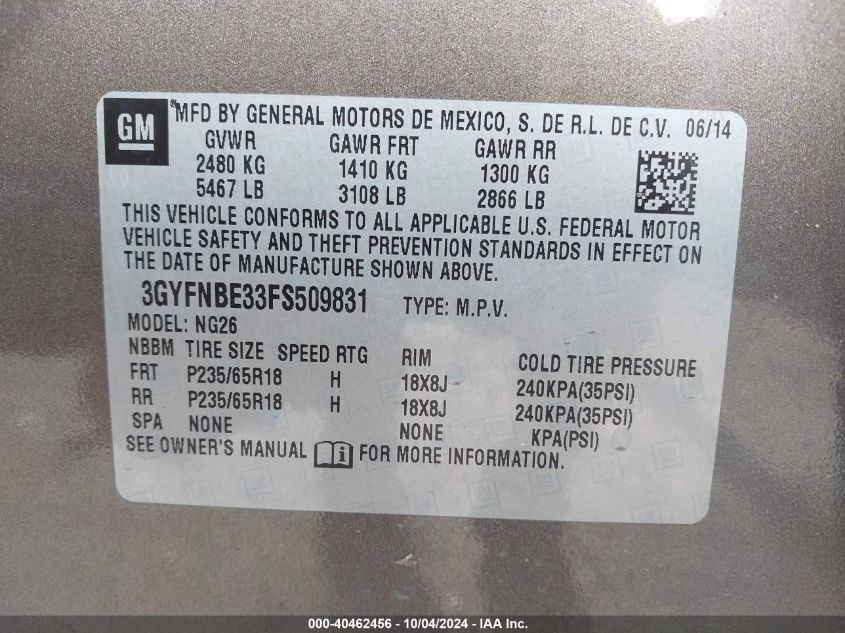 GM
® MFD BY GENERAL MOTORS DE MEXICO, S. DE R.L. DE C.V. 06/14
GVWR GAWR FRT GAWR RR
2480 KG 1410 KG 1300 KG
5467 LB 3108 LB 2866 LB
THIS VEHICLE CONFORMS TO ALL APPLICABLE U.S. FEDERAL MOTOR
VEHICLE SAFETY AND THEFT PREVENTION STANDARDS IN EFFECT ON
THE DATE OF MANUFACTURE SHOWN ABOVE.
3GYFNBE33FS509831 TYPE: M.P.V.
MODEL: NG26
NBBM TIRE SIZE SPEED RTG RIM COLD TIRE PRESSURE
FRT P235/65R18 H 18X8J 240KPA(35PSI)
RR P235/65R18 H 18X8J 240KPA(35PSI)
SPA NONE NONE KPA(PSI)
SEE OWNER'S MANUAL i FOR MORE INFORMATION.
000-40462456 - 10/04/2024 - IAA Inc.